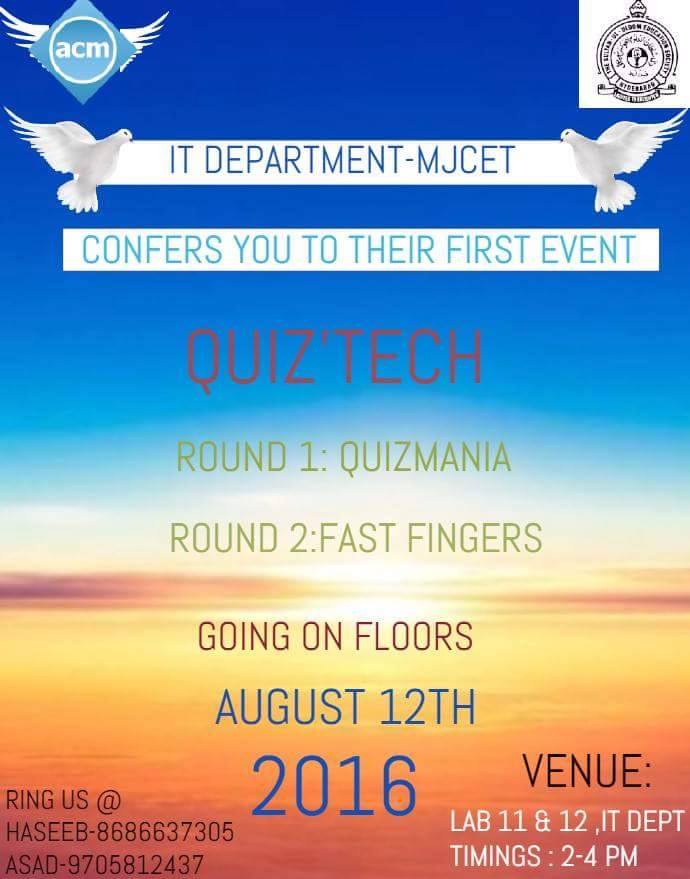 acm
IT DEPARTMENT-MJCET
CONFERS YOU TO THEIR FIRST EVENT
QUIZ'TECH
ROUND 1: QUIZMANIA
ROUND 2:FAST FINGERS
GOING ON FLOORS
AUGUST 12TH
2016
RING US @
HASEEB-8686637305
ASAD-9705812437
VENUE:
LAB 11 & 12 ,IT DEPT
TIMINGS : 2-4 PM